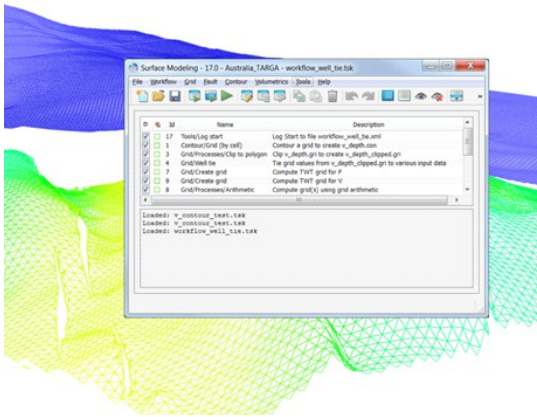 Surface Modeling - 17.0 - Australia_TARGA - workflow_well_tie.tsk
File Workflow Grid Fault Contour Volumetrics Tools Help
Id Name Description
17 Tools/Log start Log Start to file workflow_well_tie.xml
1 Contour/Grid (by cell) Contour a grid to create v_depth.con
3 Grid/Processes/Clip to polygon Clip v_depth.gri to create v_depth_clipped.gri
4 Grid/Well tie Tie grid values from v_depth_clipped.gri to various input data
7 Grid/Create grid Compute TWT grid for P
9 Grid/Create grid Compute TWT grid for V
8 Grid/Processes/Arithmetic Compute grid(s) using grid arithmetic
Loaded: v_contour_test.tsk
Loaded: v_contour_test.tsk
Loaded: workflow_well_tie.tsk